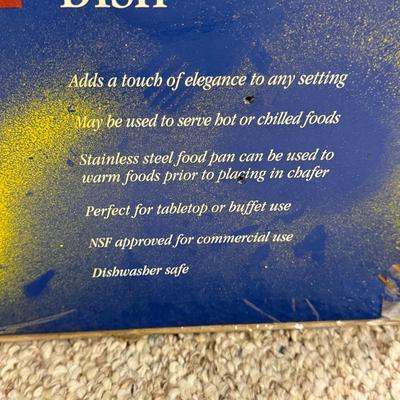 DISH
Adds a touch of elegance to any setting
May be used to serve hot or chilled foods
Stainless steel food pan can be used to
warm foods prior to placing in chafer
Perfect for tabletop or buffet use
NSF approved for commercial use
Dishwasher safe